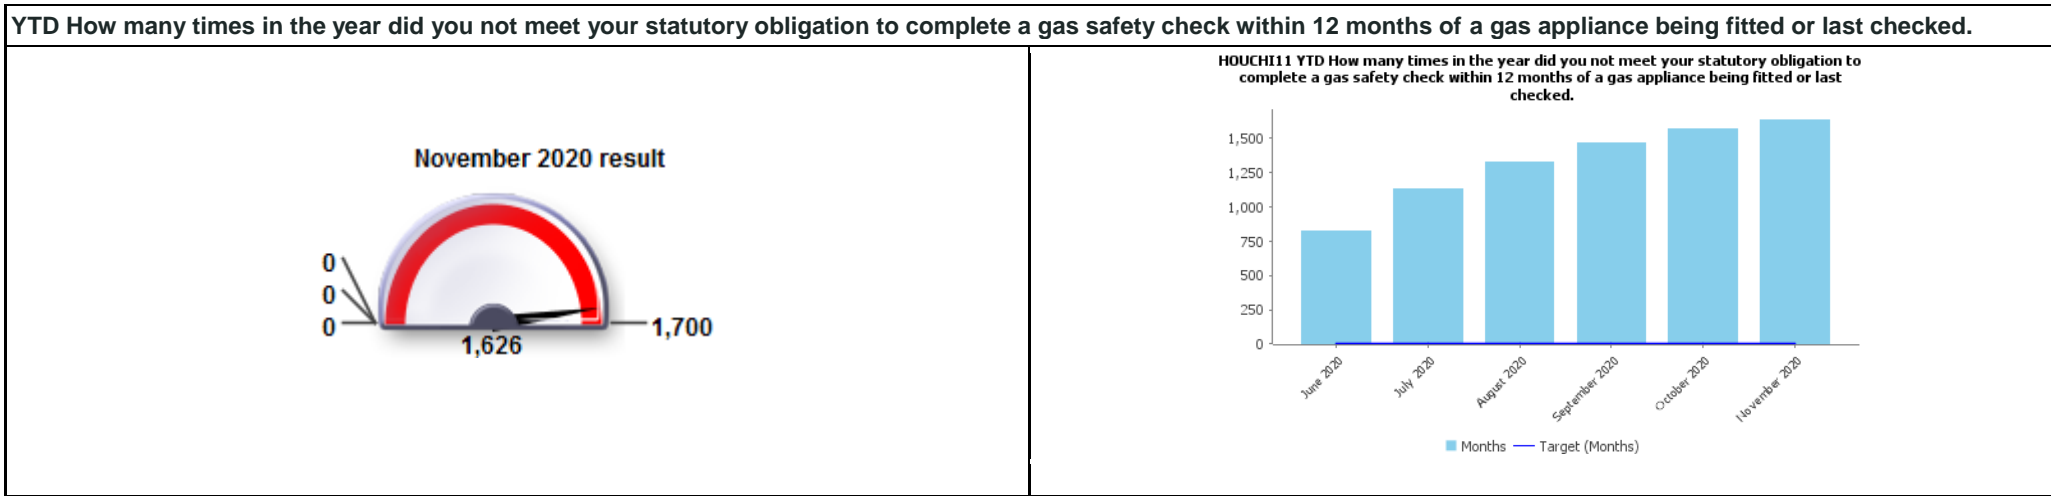 YTD How many times in the year did you not meet your statutory obligation to complete a gas safety check within 12 months of a gas appliance being fitted or last checked.
November 2020 result
0
0
0
1,700
1,626
HOUCHI11 YTD How many times in the year did you not meet your statutory obligation to
complete a gas safety check within 12 months of a gas appliance being fitted or last
checked.
1,500
1,250
1,000
750
500
250
0
June 2020
July 2020
August 2020
September 2020
October 2020
November 2020
Months
Target (Months)